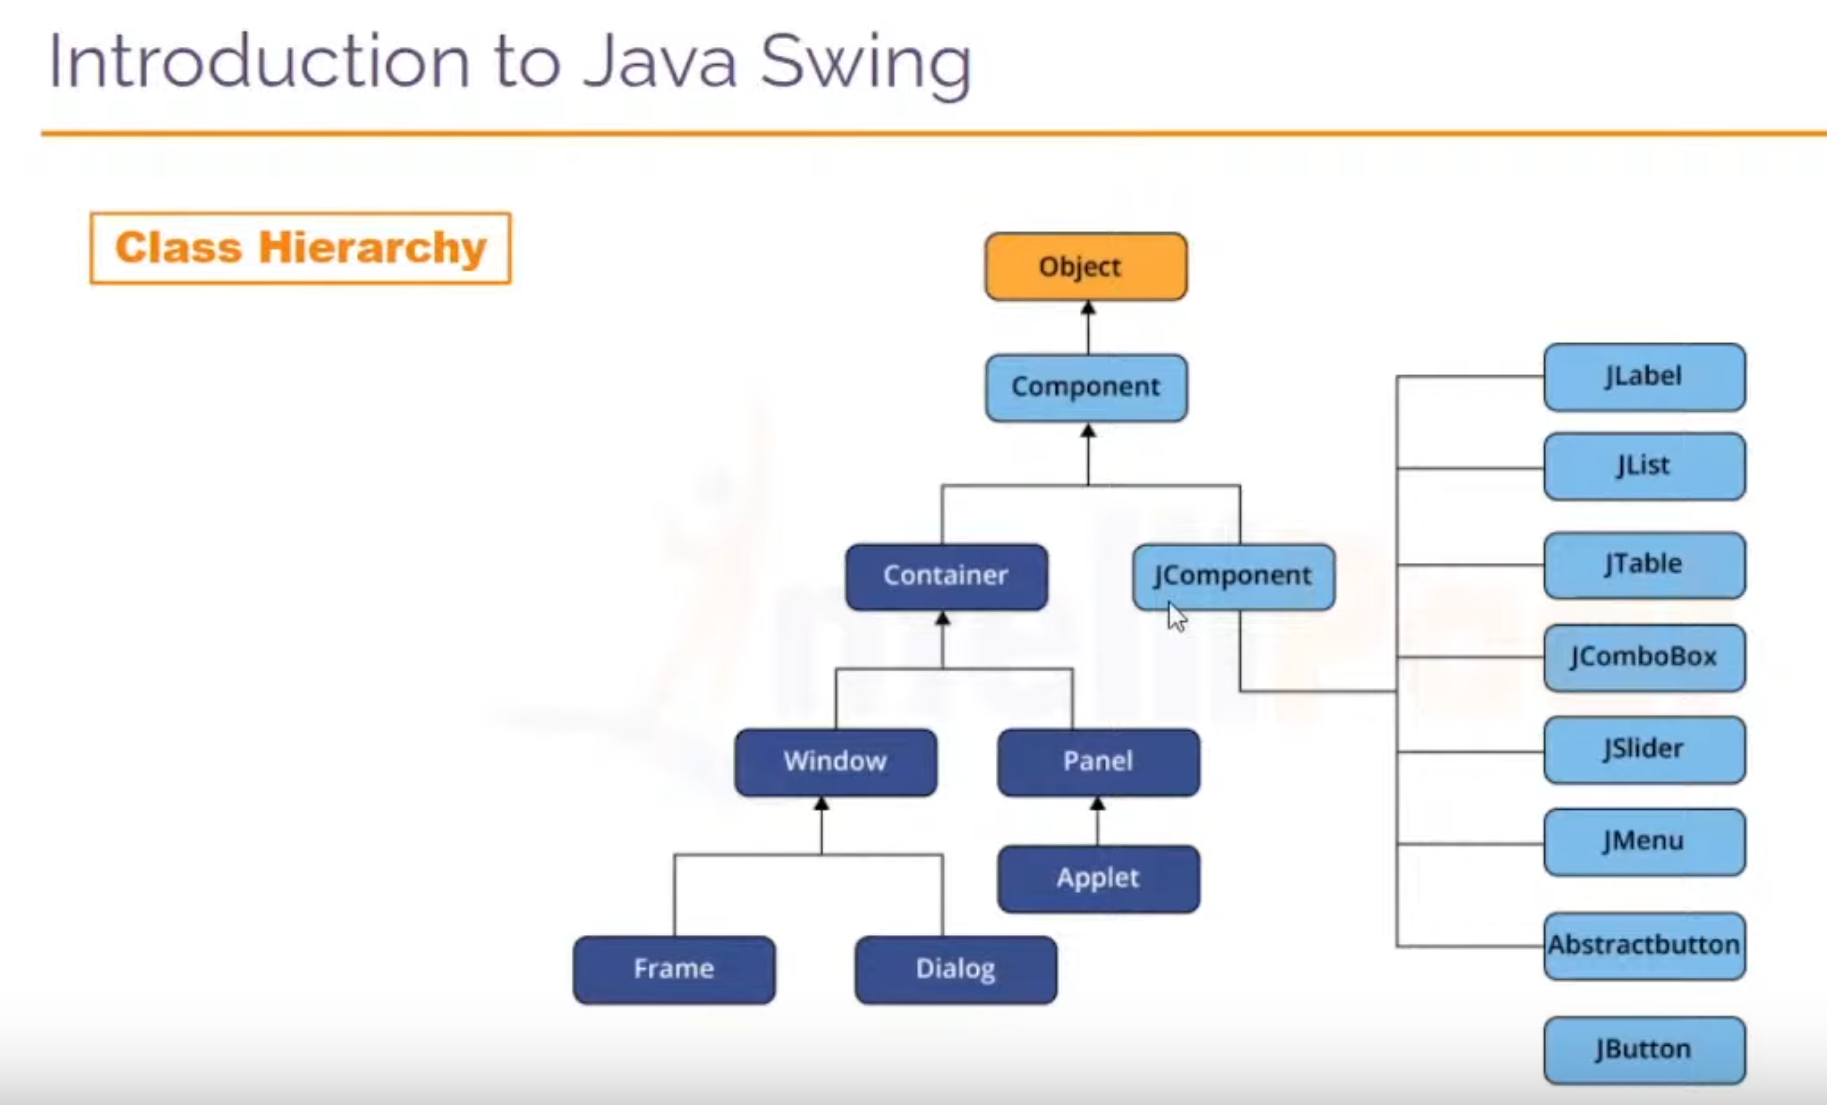 Introduction to Java Swing
Class Hierarchy
Object
Component
Container
JComponent
Window
Panel
Applet
Frame
Dialog
JLabel
JList
JTable
JComboBox
JSlider
JMenu
Abstractbutton
JButton